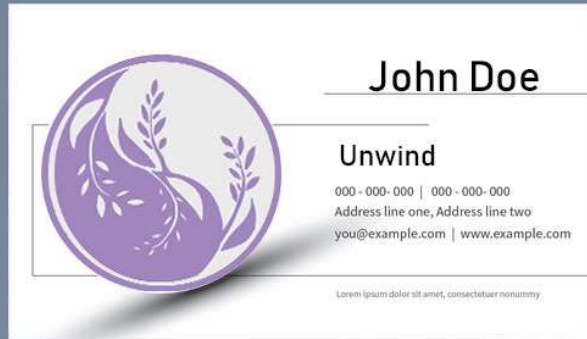 John Doe
Unwind
000 - 000- 000 | 000 - 000- 000
Address line one, Address line two
you@example.com | www.example.com
Lorem ipsum dolor sit amet, consectetuer nonummy